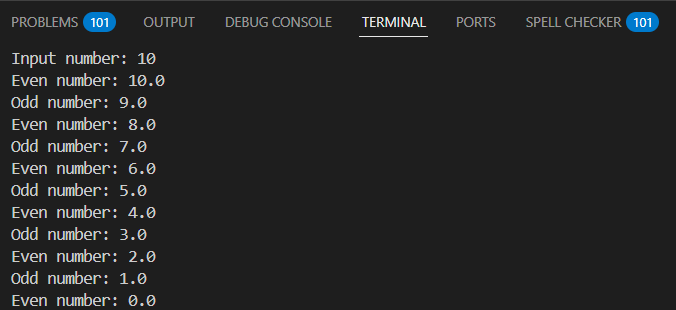 PROBLEMS 101 OUTPUT DEBUG CONSOLE TERMINAL PORTS SPELL CHECKER 101
Input number: 10
Even number: 10.0
Odd number: 9.0
Even number: 8.0
Odd number: 7.0
Even number: 6.0
Odd number: 5.0
Even number: 4.0
Odd number: 3.0
Even number: 2.0
Odd number: 1.0
Even number: 0.0